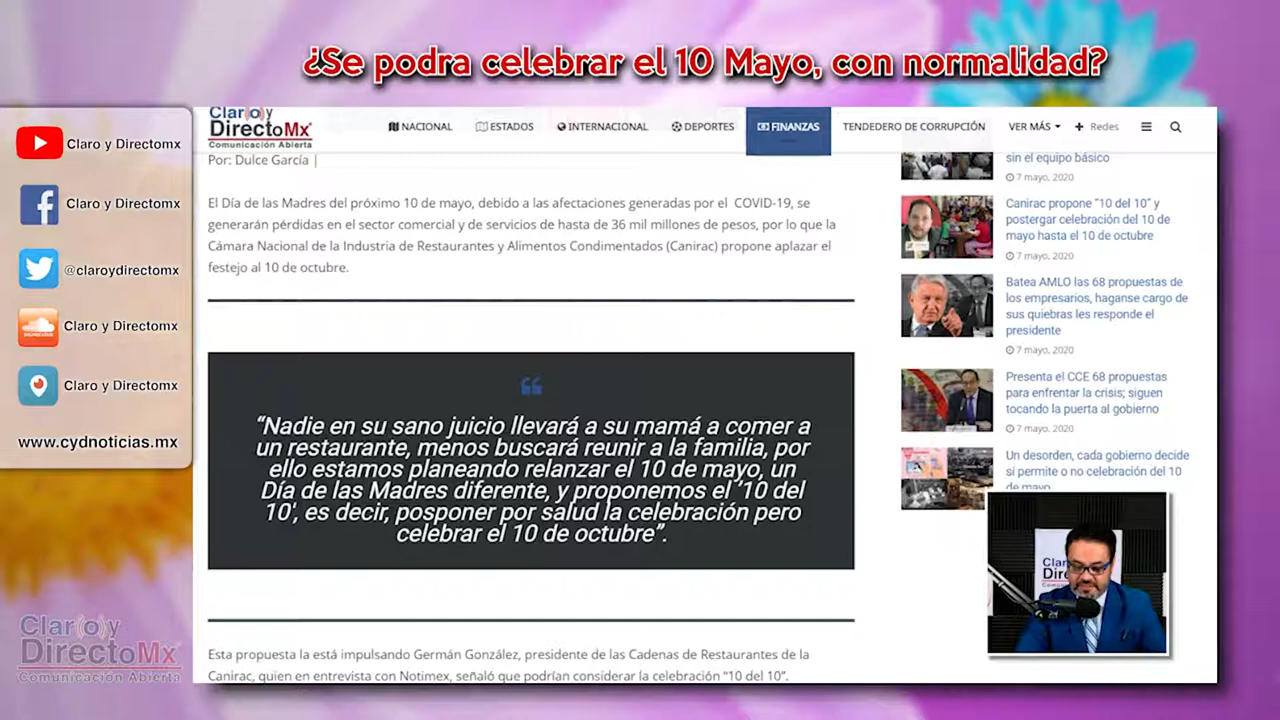 ¿Se podra celebrar el 10 Mayo, con normalidad?
Claro y Directomx
Claro y Directomx
@claroydirectomx
Claro y Directomx
Claro y Directomx
www.cydnoticias.mx
Claroy
DirectoMx
Comunicación Abierta
Claroy
DirectoMx
Comunicación Abierta
NACIONAL
ESTADOS
INTERNACIONAL
DEPORTES
FINANZAS
TENDEDERO DE CORRUPCIÓN
VER MÁS
Redes
Por: Dulce García |
El Día de las Madres del próximo 10 de mayo, debido a las afectaciones generadas por el COVID-19, se
generarán pérdidas en el sector comercial y de servicios de hasta de 36 mil millones de pesos, por lo que la
Cámara Nacional de la Industria de Restaurantes y Alimentos Condimentados (Canirac) propone aplazar el
festejo al 10 de octubre.
“Nadie en su sano juicio llevará a su mamá a comer a
un restaurante, menos buscará reunir a la familia, por
ello estamos planeando relanzar el 10 de mayo, un
Día de las Madres diferente, y proponemos el ’10 del
10’, es decir, posponer por salud la celebración pero
celebrar el 10 de octubre”.
Esta propuesta la está impulsando Germán González, presidente de las Cadenas de Restaurantes de la
Canirac, quien en entrevista con Notimex, señaló que podrían considerar la celebración “10 del 10”.
sin el equipo básico
7 mayo, 2020
Canirac propone “10 del 10” y
postergar celebración del 10 de
mayo hasta el 10 de octubre
7 mayo, 2020
Batea AMLO las 68 propuestas de
los empresarios, haganse cargo de
sus quiebras les responde el
presidente
7 mayo, 2020
Presenta el CCE 68 propuestas
para enfrentar la crisis; siguen
tocando la puerta al gobierno
7 mayo, 2020
Un desorden, cada gobierno decide
si permite o no celebración del 10
de mayo